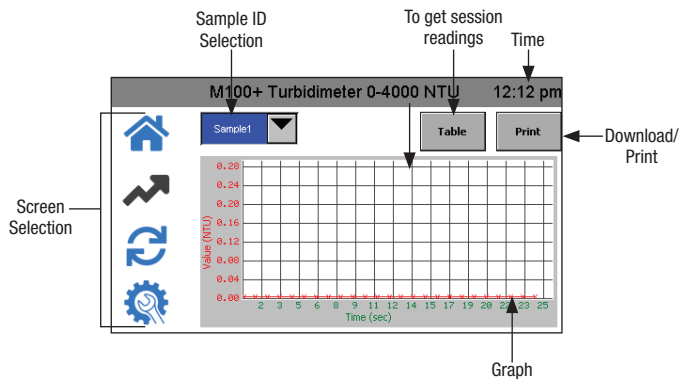 Sample ID
Selection
To get session
readings
Time
M100+ Turbidimeter 0-4000 NTU 12:12 pm
Sample1
Table
Print
Download/
Print
Screen
Selection
Value (NTU)
0.28
0.20
0.16
0.12
0.08
0.04
0.00
2 3 5 6 8 9 11 12 14 15 17 19 20 22 23 25
Time (sec)
Graph